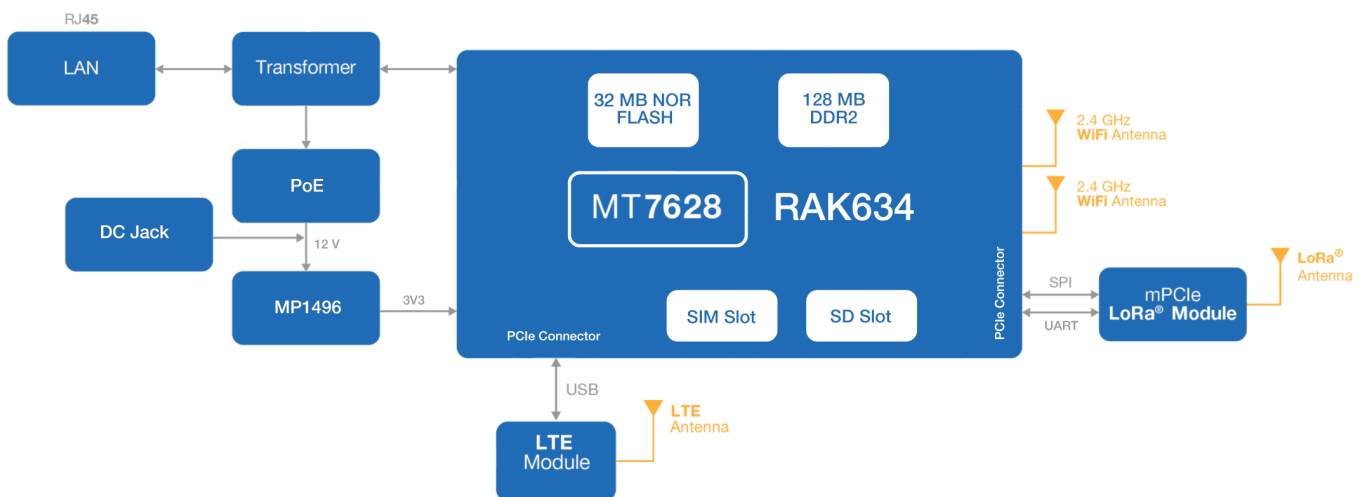 RJ45
LAN
Transformer
PoE
DC Jack
12 V
MP1496
3V3
32 MB NOR
FLASH
128 MB
DDR2
MT7628
RAK634
SIM Slot
SD Slot
PCIe Connector
PCIe Connector
2.4 GHz
WiFi Antenna
2.4 GHz
WiFi Antenna
SPI
UART
mPCIe
LoRa® Module
LoRa®
Antenna
USB
LTE
Module
LTE
Antenna